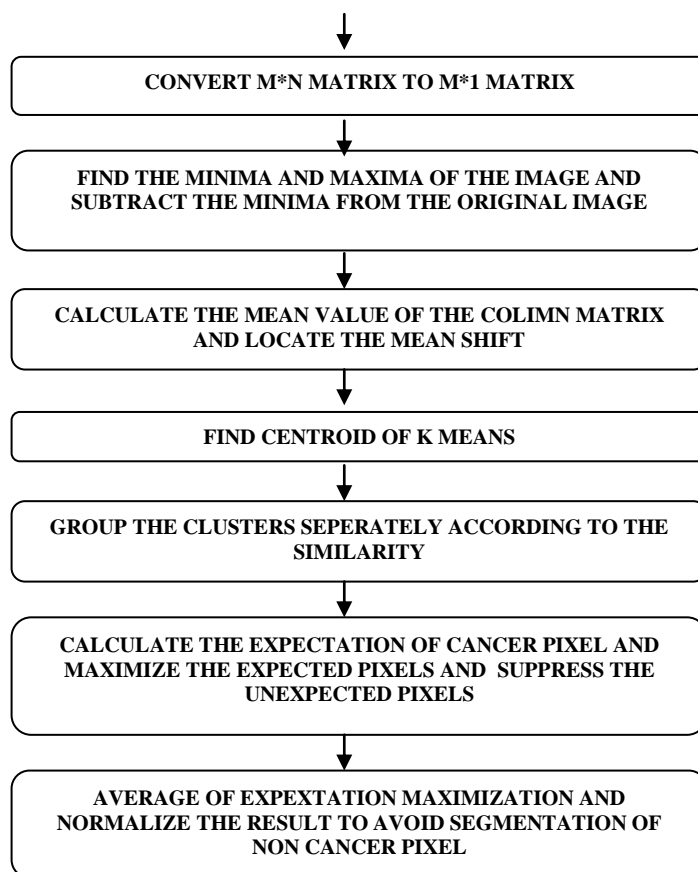 CONVERT M*N MATRIX TO M*1 MATRIX
FIND THE MINIMA AND MAXIMA OF THE IMAGE AND
SUBTRACT THE MINIMA FROM THE ORIGINAL IMAGE
CALCULATE THE MEAN VALUE OF THE COLIMN MATRIX
AND LOCATE THE MEAN SHIFT
FIND CENTROID OF K MEANS
GROUP THE CLUSTERS SEPERATELY ACCORDING TO THE
SIMILARITY
CALCULATE THE EXPECTATION OF CANCER PIXEL AND
MAXIMIZE THE EXPECTED PIXELS AND SUPPRESS THE
UNEXPECTED PIXELS
AVERAGE OF EXPEXTATION MAXIMIZATION AND
NORMALIZE THE RESULT TO AVOID SEGMENTATION OF
NON CANCER PIXEL